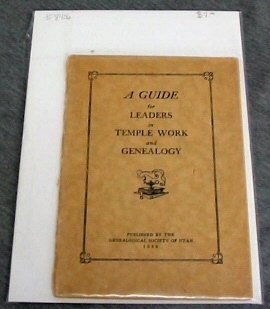 A GUIDE
for
LEADERS
in
TEMPLE WORK
and
GENEALOGY
PUBLISHED BY THE
GENEALOGICAL SOCIETY OF UTAH